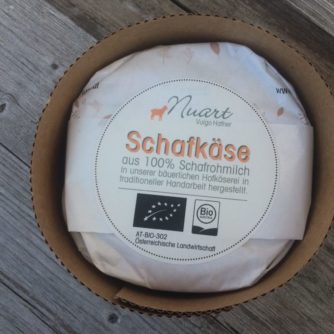 Nuart
Vulgo Hafner
Schafkäse
aus 100% Schafrohmilch
In unserer bäuerlichen Hofkäserei in
traditioneller Handarbeit hergestellt.
Bio
AT-BIO-302
Österreichische Landwirtschaft